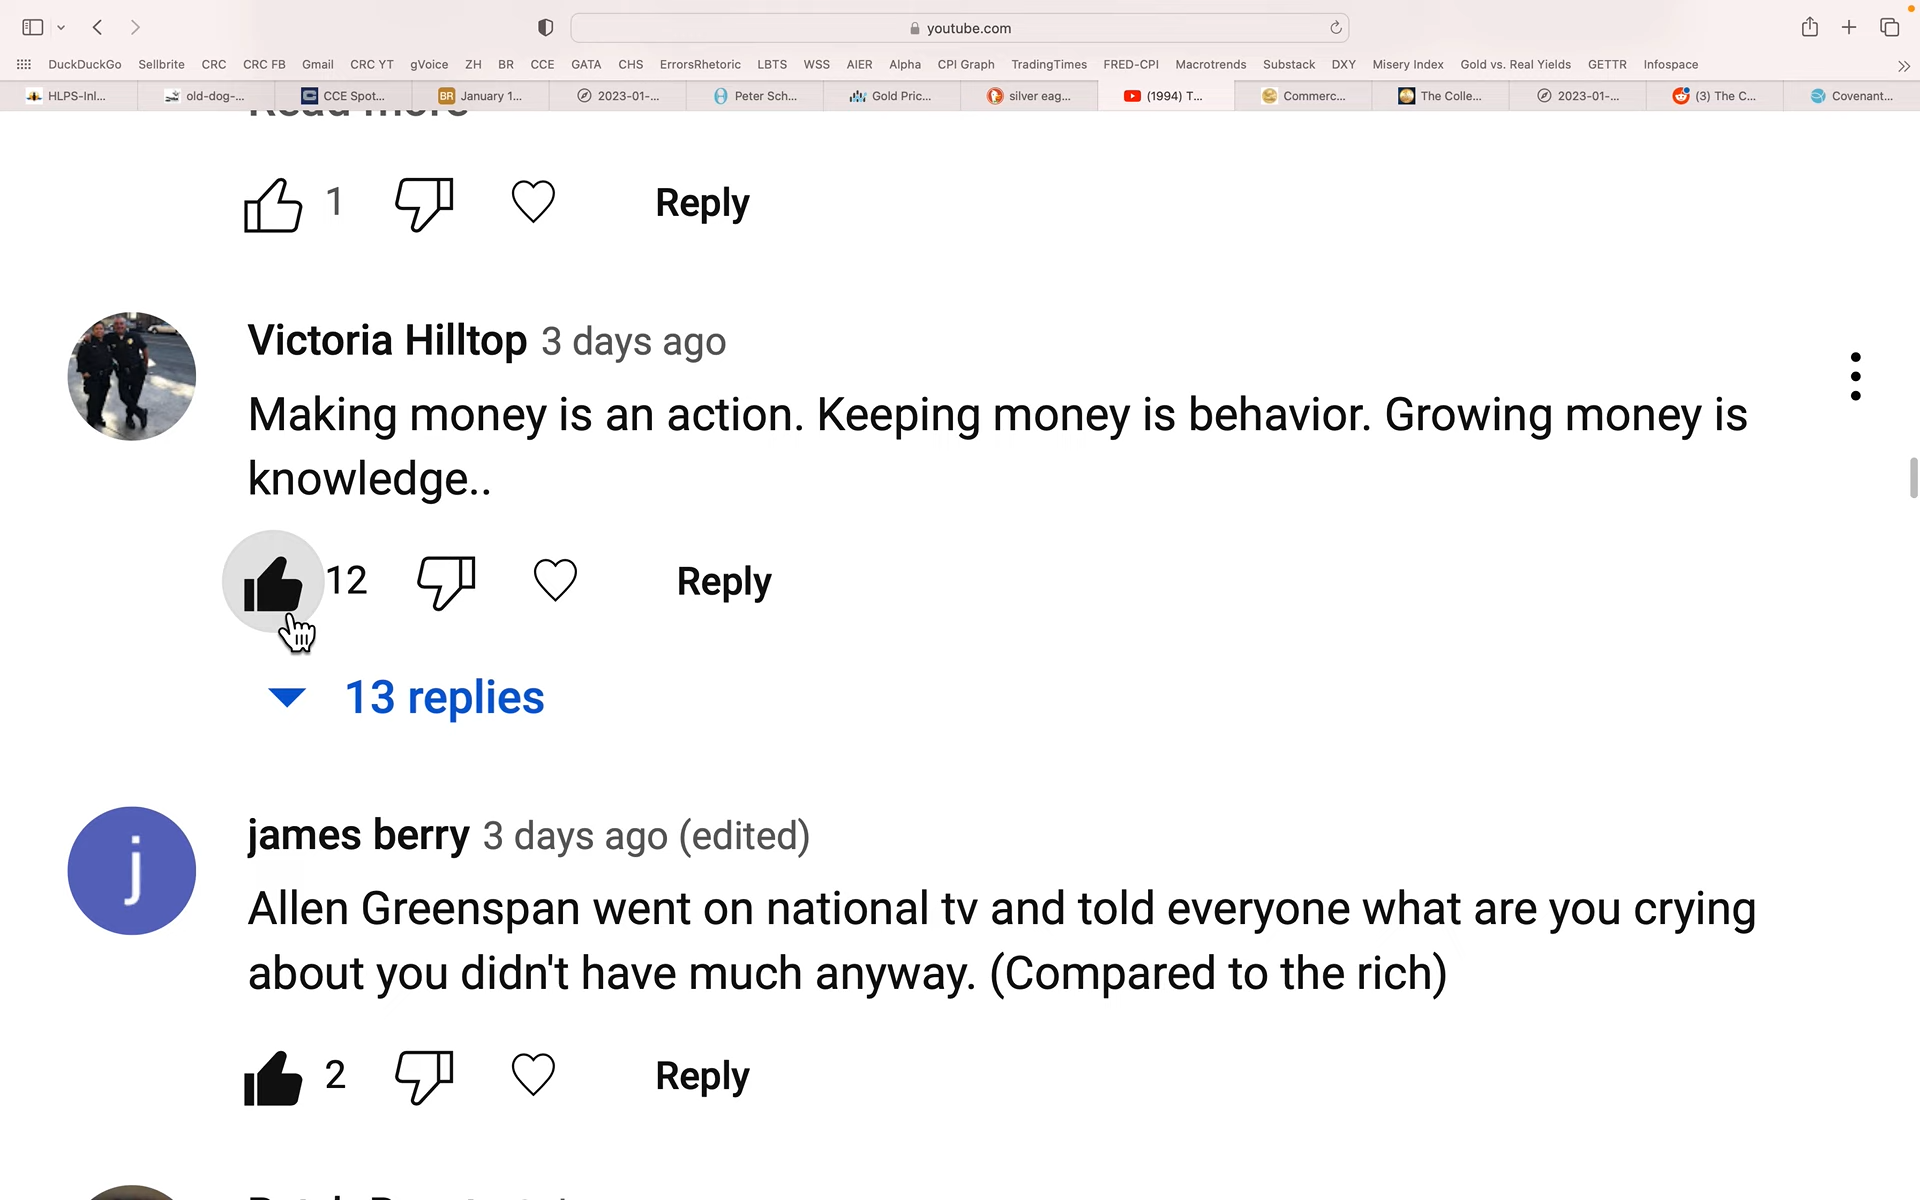 youtube.com
DuckDuckGo Sellbrite CRC CRC FB Gmail CRC YT gVoice ZH BR CCE GATA CHS ErrorsRhetoric LBTS WSS AIER Alpha CPI Graph TradingTimes FRED-CPI Macrotrends Substack DXY Misery Index Gold vs. Real Yields GETTR Infospace
HLPS-Inl... old-dog-... CCE Spot... BR January 1... 2023-01-... Peter Sch... Gold Pric... silver eag... (1994) T... Commerc... The Colle... 2023-01-... (3) The C... Covenant...
Read more
1 Reply
Victoria Hilltop 3 days ago
Making money is an action. Keeping money is behavior. Growing money is
knowledge..
12 Reply
13 replies
j
james berry 3 days ago (edited)
Allen Greenspan went on national tv and told everyone what are you crying
about you didn't have much anyway. (Compared to the rich)
2 Reply